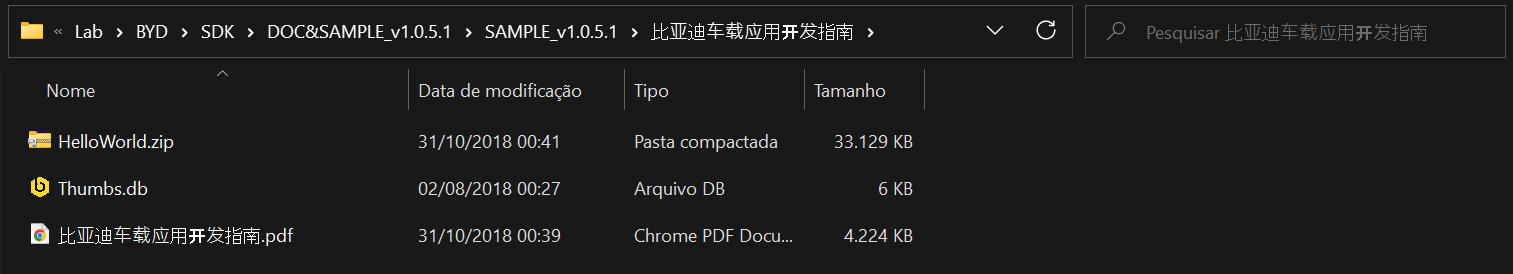 « Lab > BYD > SDK > DOC&SAMPLE_v1.0.5.1 > SAMPLE_v1.0.5.1 > 比亚迪车载应用开发指南 > Pesquisar 比亚迪车载应用开发指南
Nome Data de modificação Tipo Tamanho
HelloWorld.zip 31/10/2018 00:41 Pasta compactada 33.129 KB
Thumbs.db 02/08/2018 00:27 Arquivo DB 6 KB
比亚迪车载应用开发指南.pdf 31/10/2018 00:39 Chrome PDF Docu... 4.224 KB